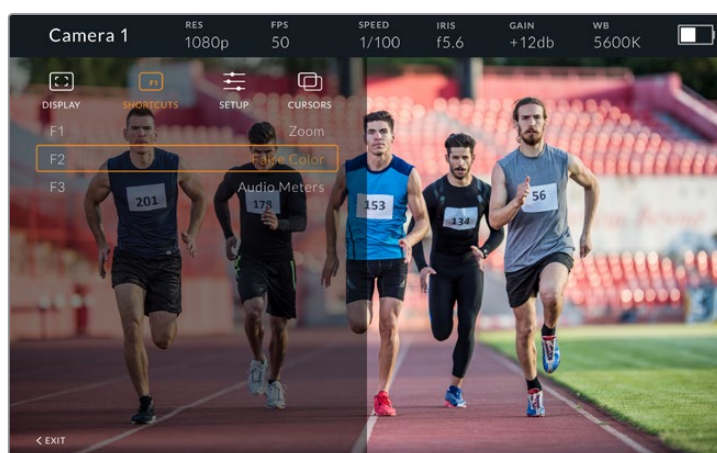 Camera 1
RES FPS SPEED IRIS GAIN WB
1080p 50 1/100 f5.6 +12db 5600K
F1
DISPLAY SHORTCUTS SETUP CURSORS
F1 Zoom
F2 False Color
F3 Audio Meters
201 178 153 134 56
< EXIT